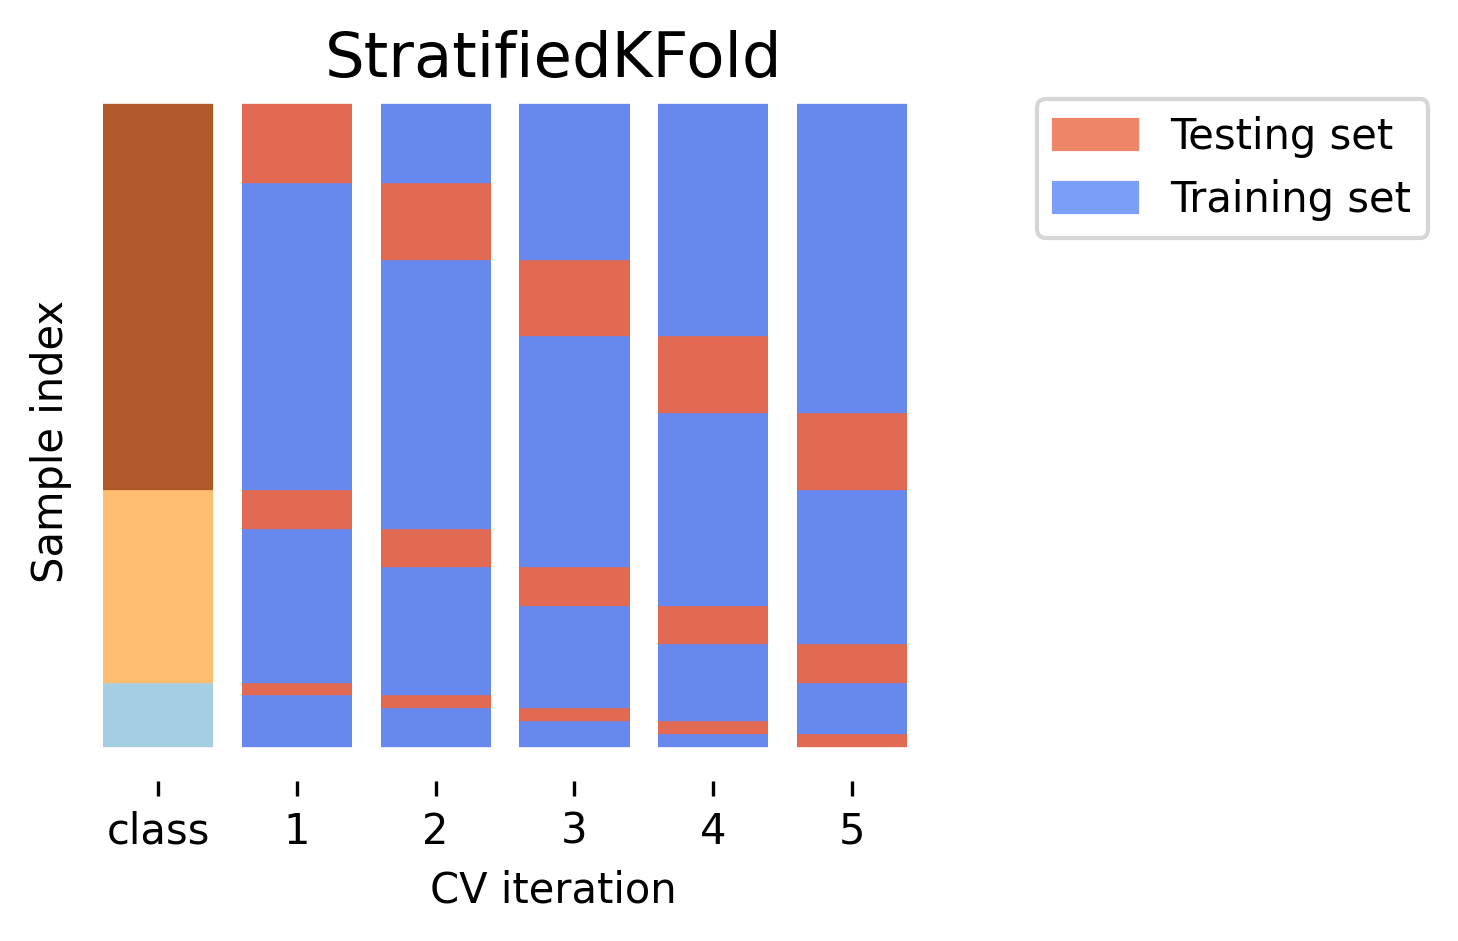 StratifiedKFold
Testing set
Training set
Sample index
class 1 2 3 4 5
CV iteration